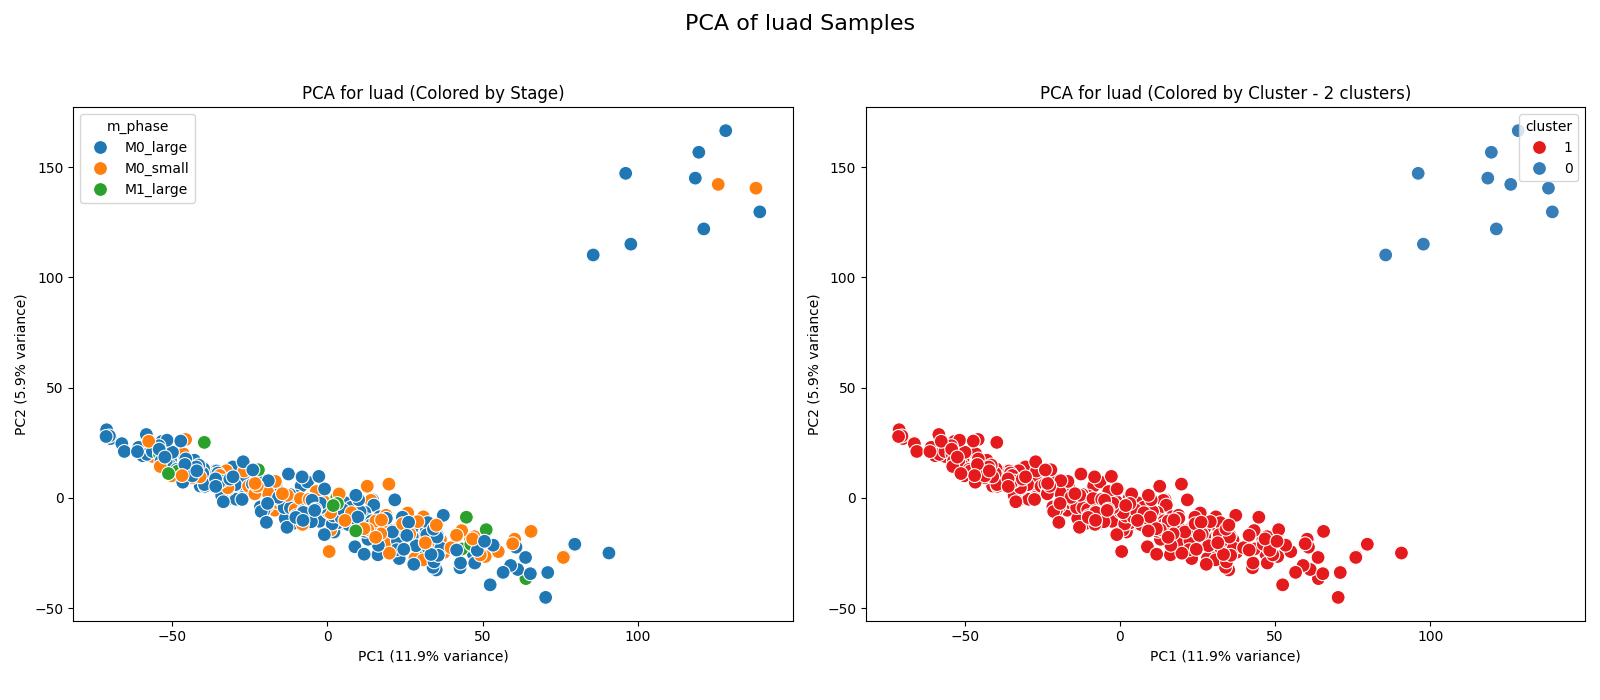 PCA of luad Samples
PCA for luad (Colored by Stage)
m_phase
M0_large
M0_small
M1_large
150
100
50
0
−50
PC2 (5.9% variance)
−50
0
50
100
PC1 (11.9% variance)
PCA for luad (Colored by Cluster - 2 clusters)
cluster
1
0
150
100
50
0
−50
PC2 (5.9% variance)
−50
0
50
100
PC1 (11.9% variance)